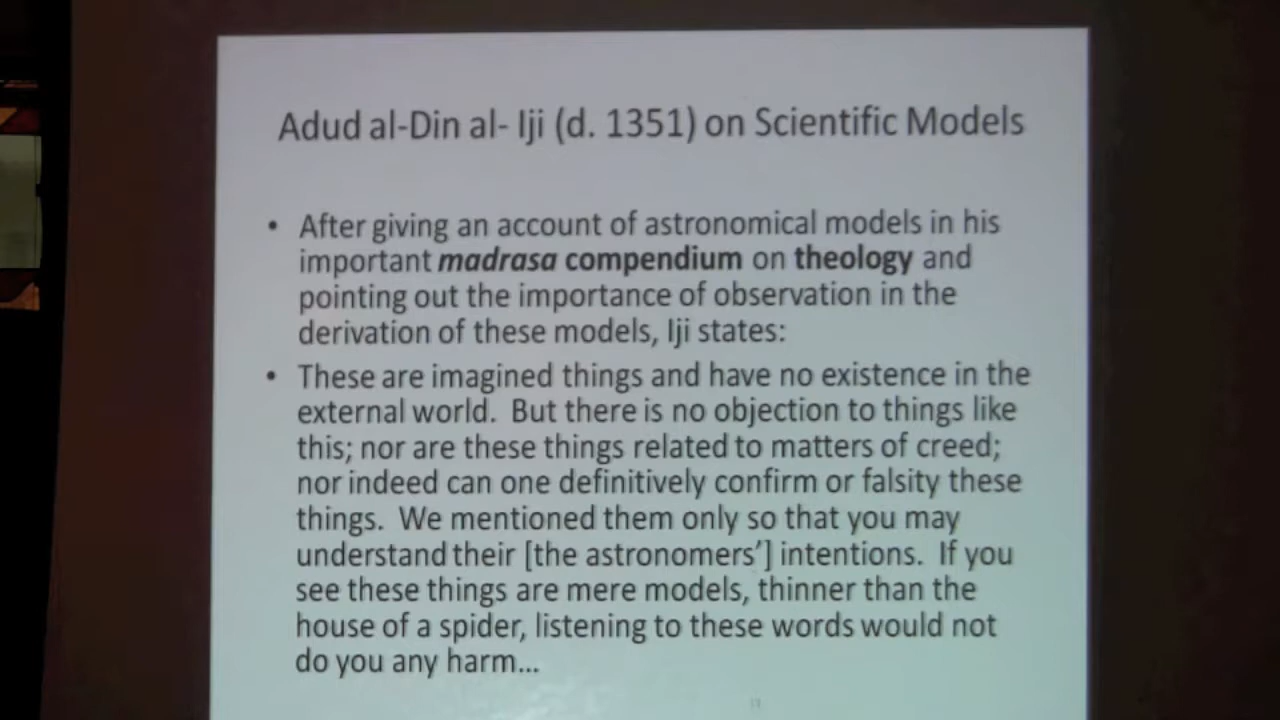 Adud al-Din al- Iji (d. 1351) on Scientific Models
• After giving an account of astronomical models in his
important madrasa compendium on theology and
pointing out the importance of observation in the
derivation of these models, Iji states:
• These are imagined things and have no existence in the
external world.  But there is no objection to things like
this; nor are these things related to matters of creed;
nor indeed can one definitively confirm or falsity these
things.  We mentioned them only so that you may
understand their [the astronomers’] intentions.  If you
see these things are mere models, thinner than the
house of a spider, listening to these words would not
do you any harm…